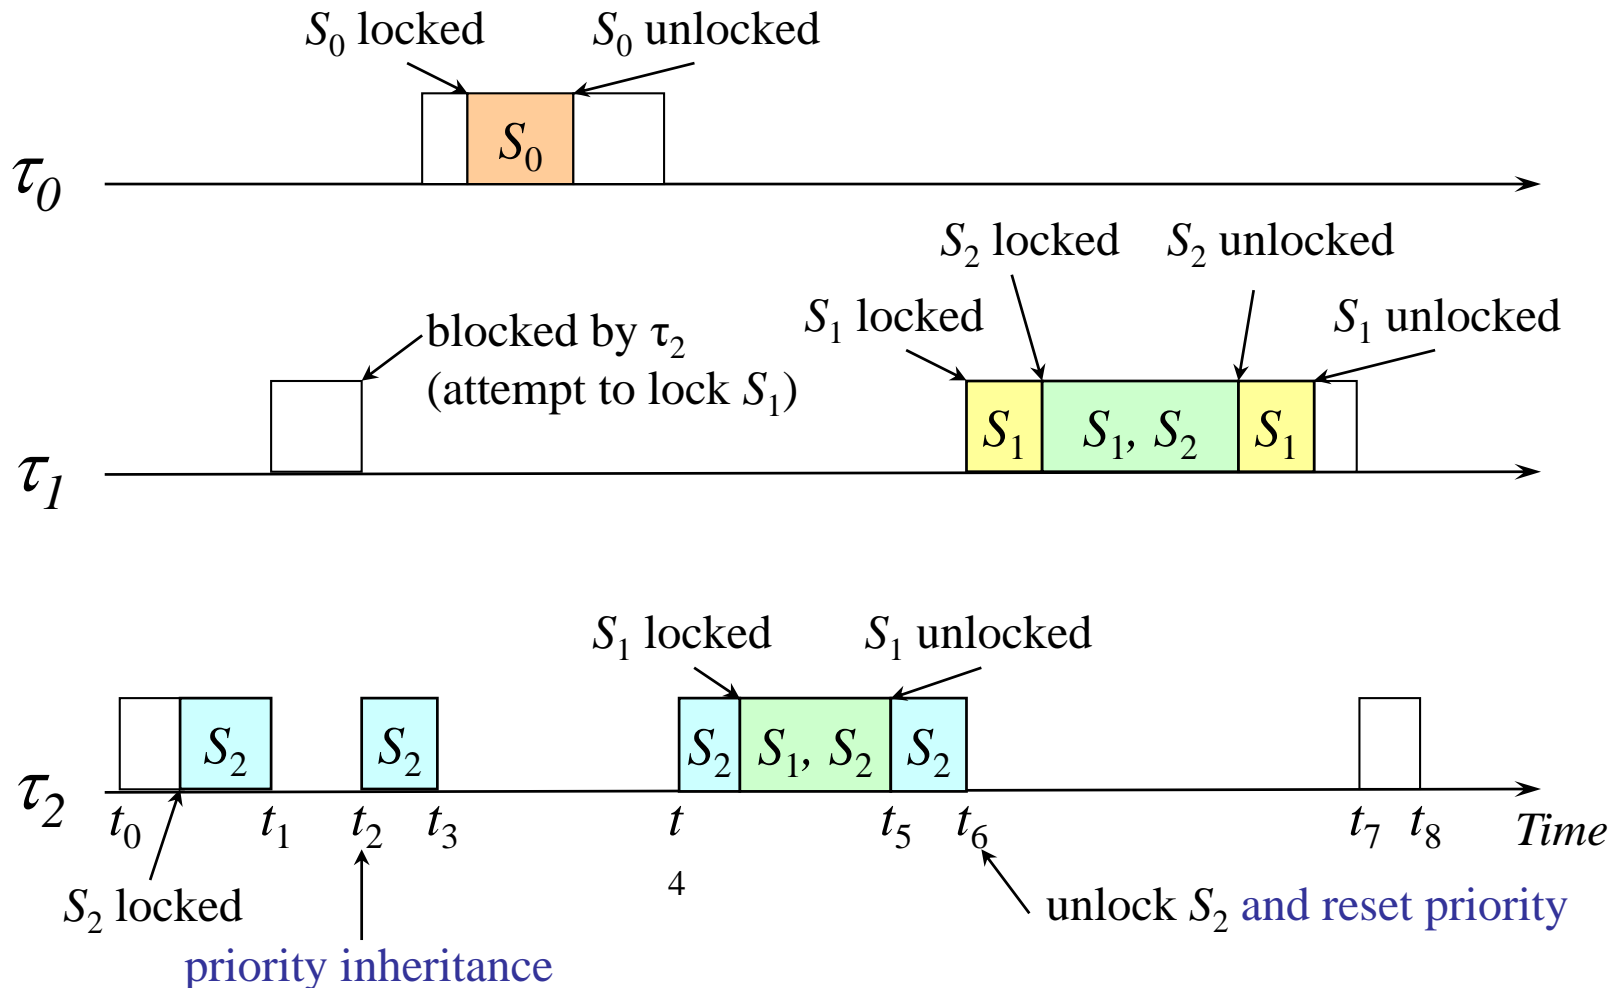 S₀ locked S₀ unlocked
S₀
τ₀
S₂ locked S₂ unlocked
S₁ locked S₁ unlocked
blocked by τ₂
(attempt to lock S₁)
S₁ S₁, S₂ S₁
τ₁
S₁ locked S₁ unlocked
S₂ S₂ S₂ S₁, S₂ S₂
τ₂
t₀ t₁ t₂ t₃ t t₅ t₆ t₇ t₈ Time
4
S₂ locked
unlock S₂ and reset priority
priority inheritance